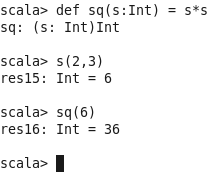 scala> def sq(s:Int) = s*s
sq: (s: Int)Int
scala> s(2,3)
res15: Int = 6
scala> sq(6)
res16: Int = 36
scala>